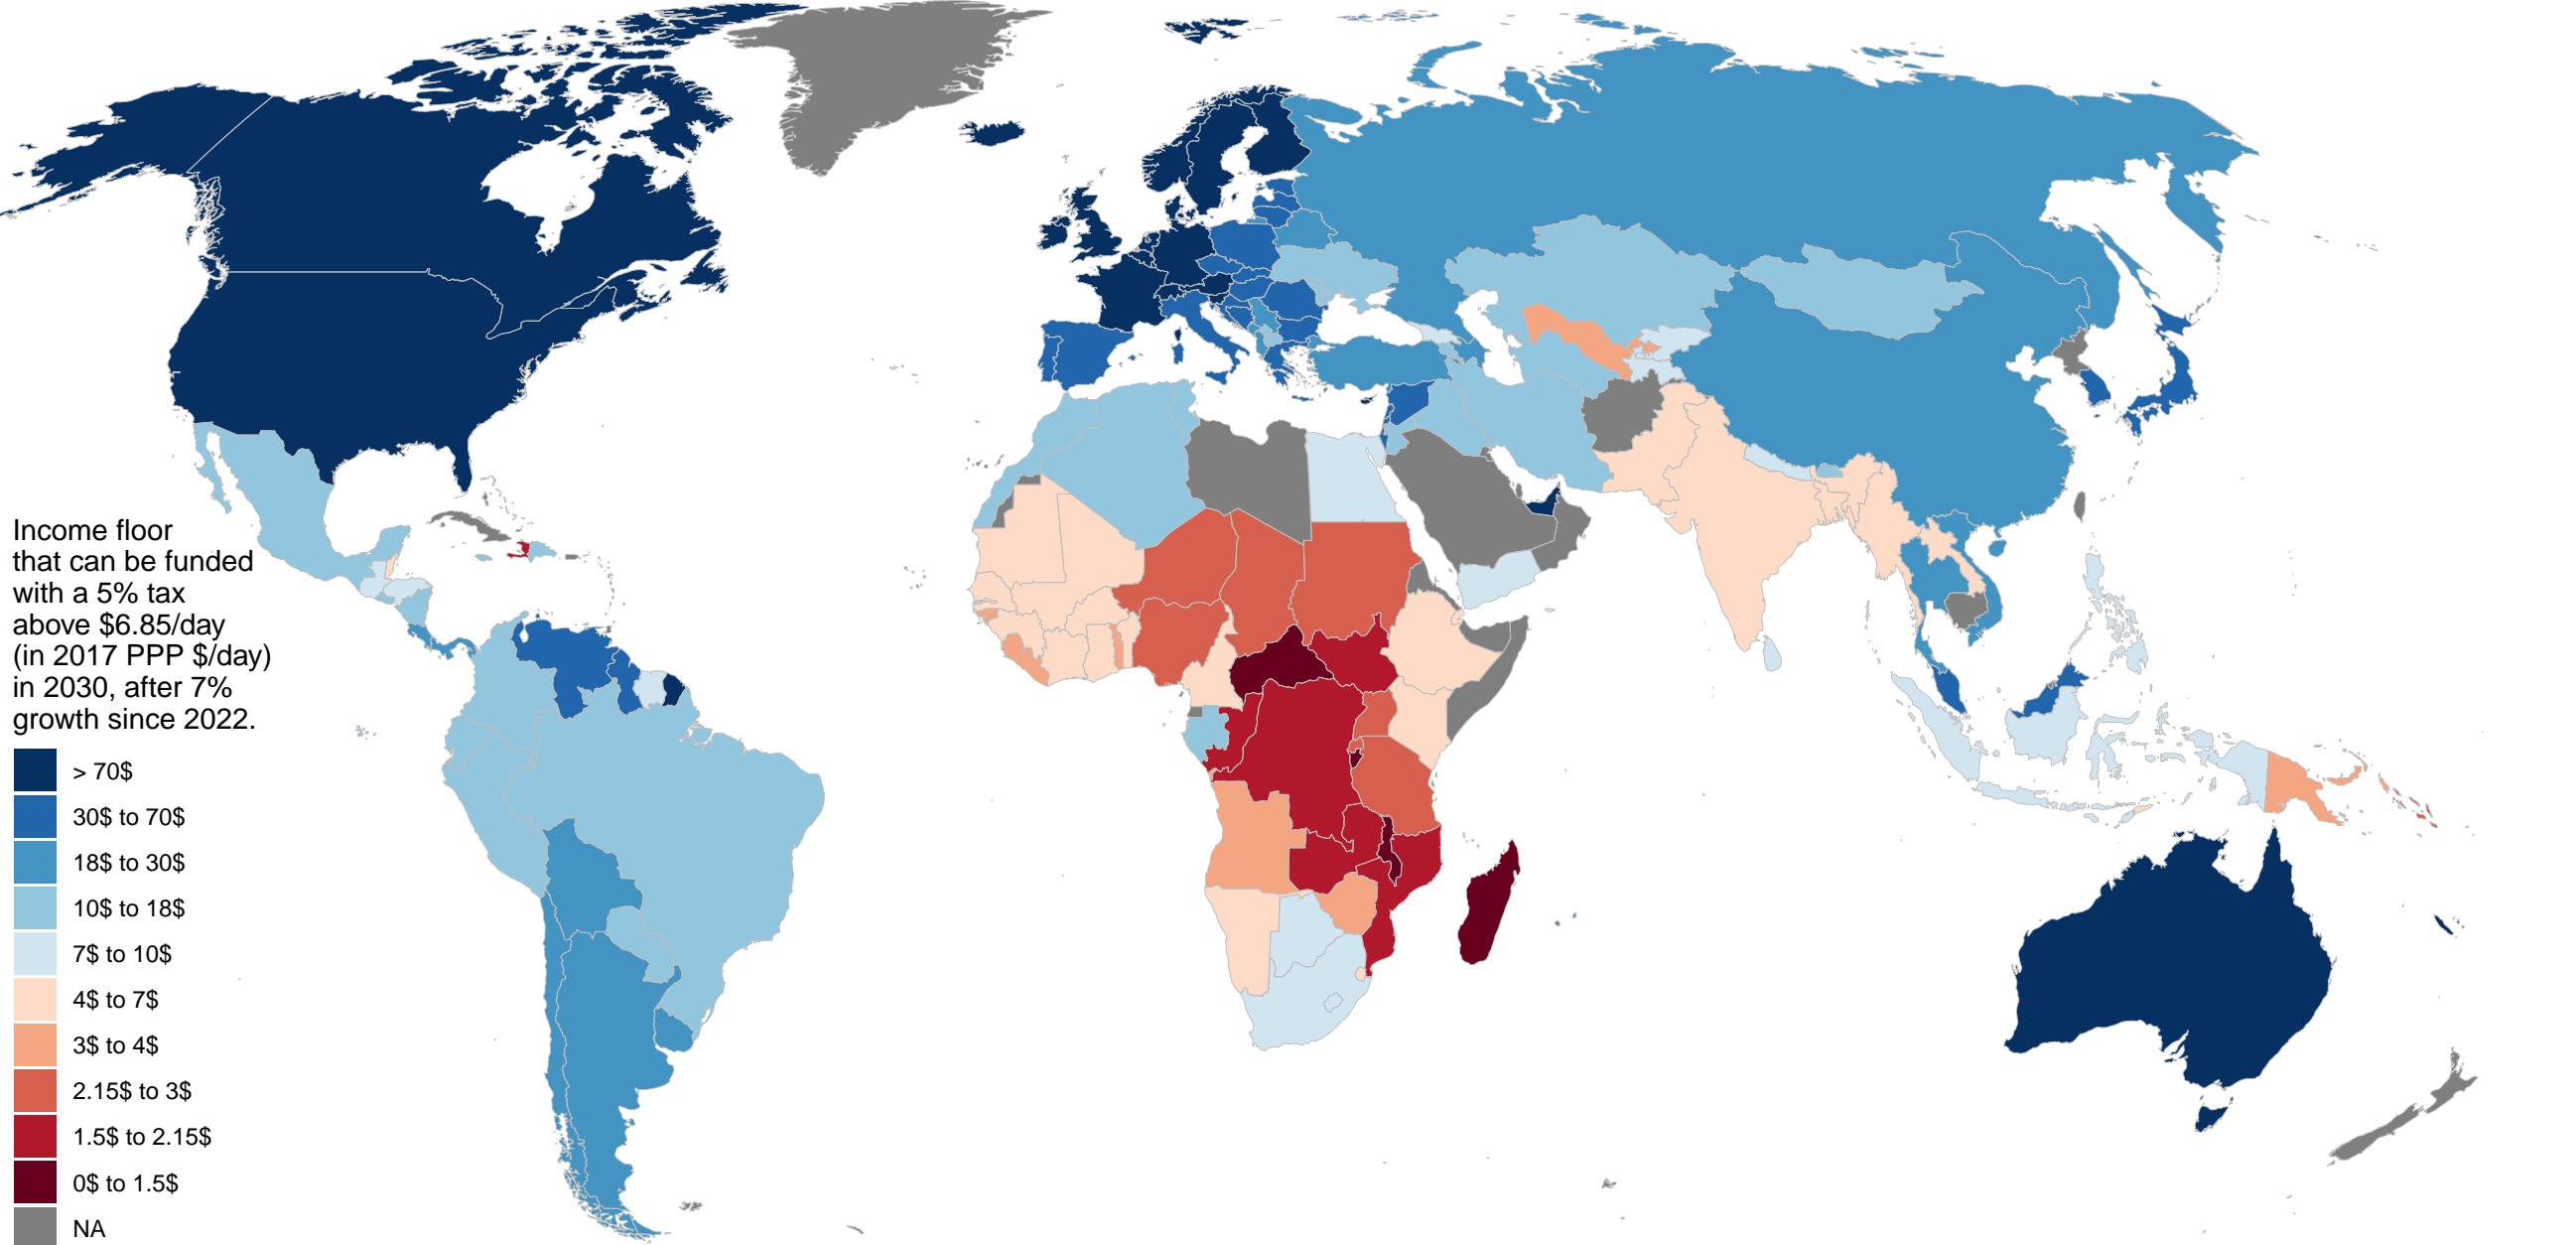 Income floor
that can be funded
with a 5% tax
above $6.85/day
(in 2017 PPP $/day)
in 2030, after 7%
growth since 2022.
> 70$
30$ to 70$
18$ to 30$
10$ to 18$
7$ to 10$
4$ to 7$
3$ to 4$
2.15$ to 3$
1.5$ to 2.15$
0$ to 1.5$
NA